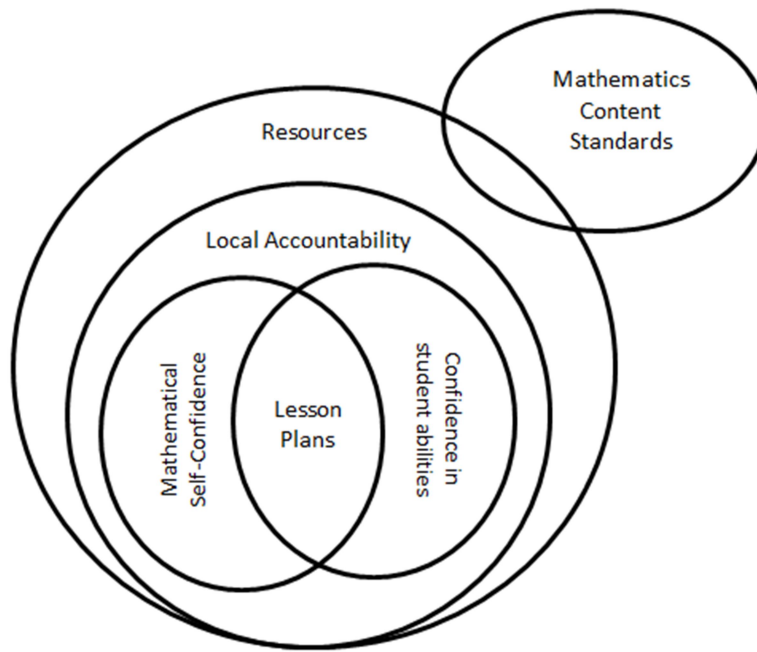 Mathematics
Content
Standards
Resources
Local Accountability
Mathematical
Self-Confidence
Lesson
Plans
Confidence in
student abilities